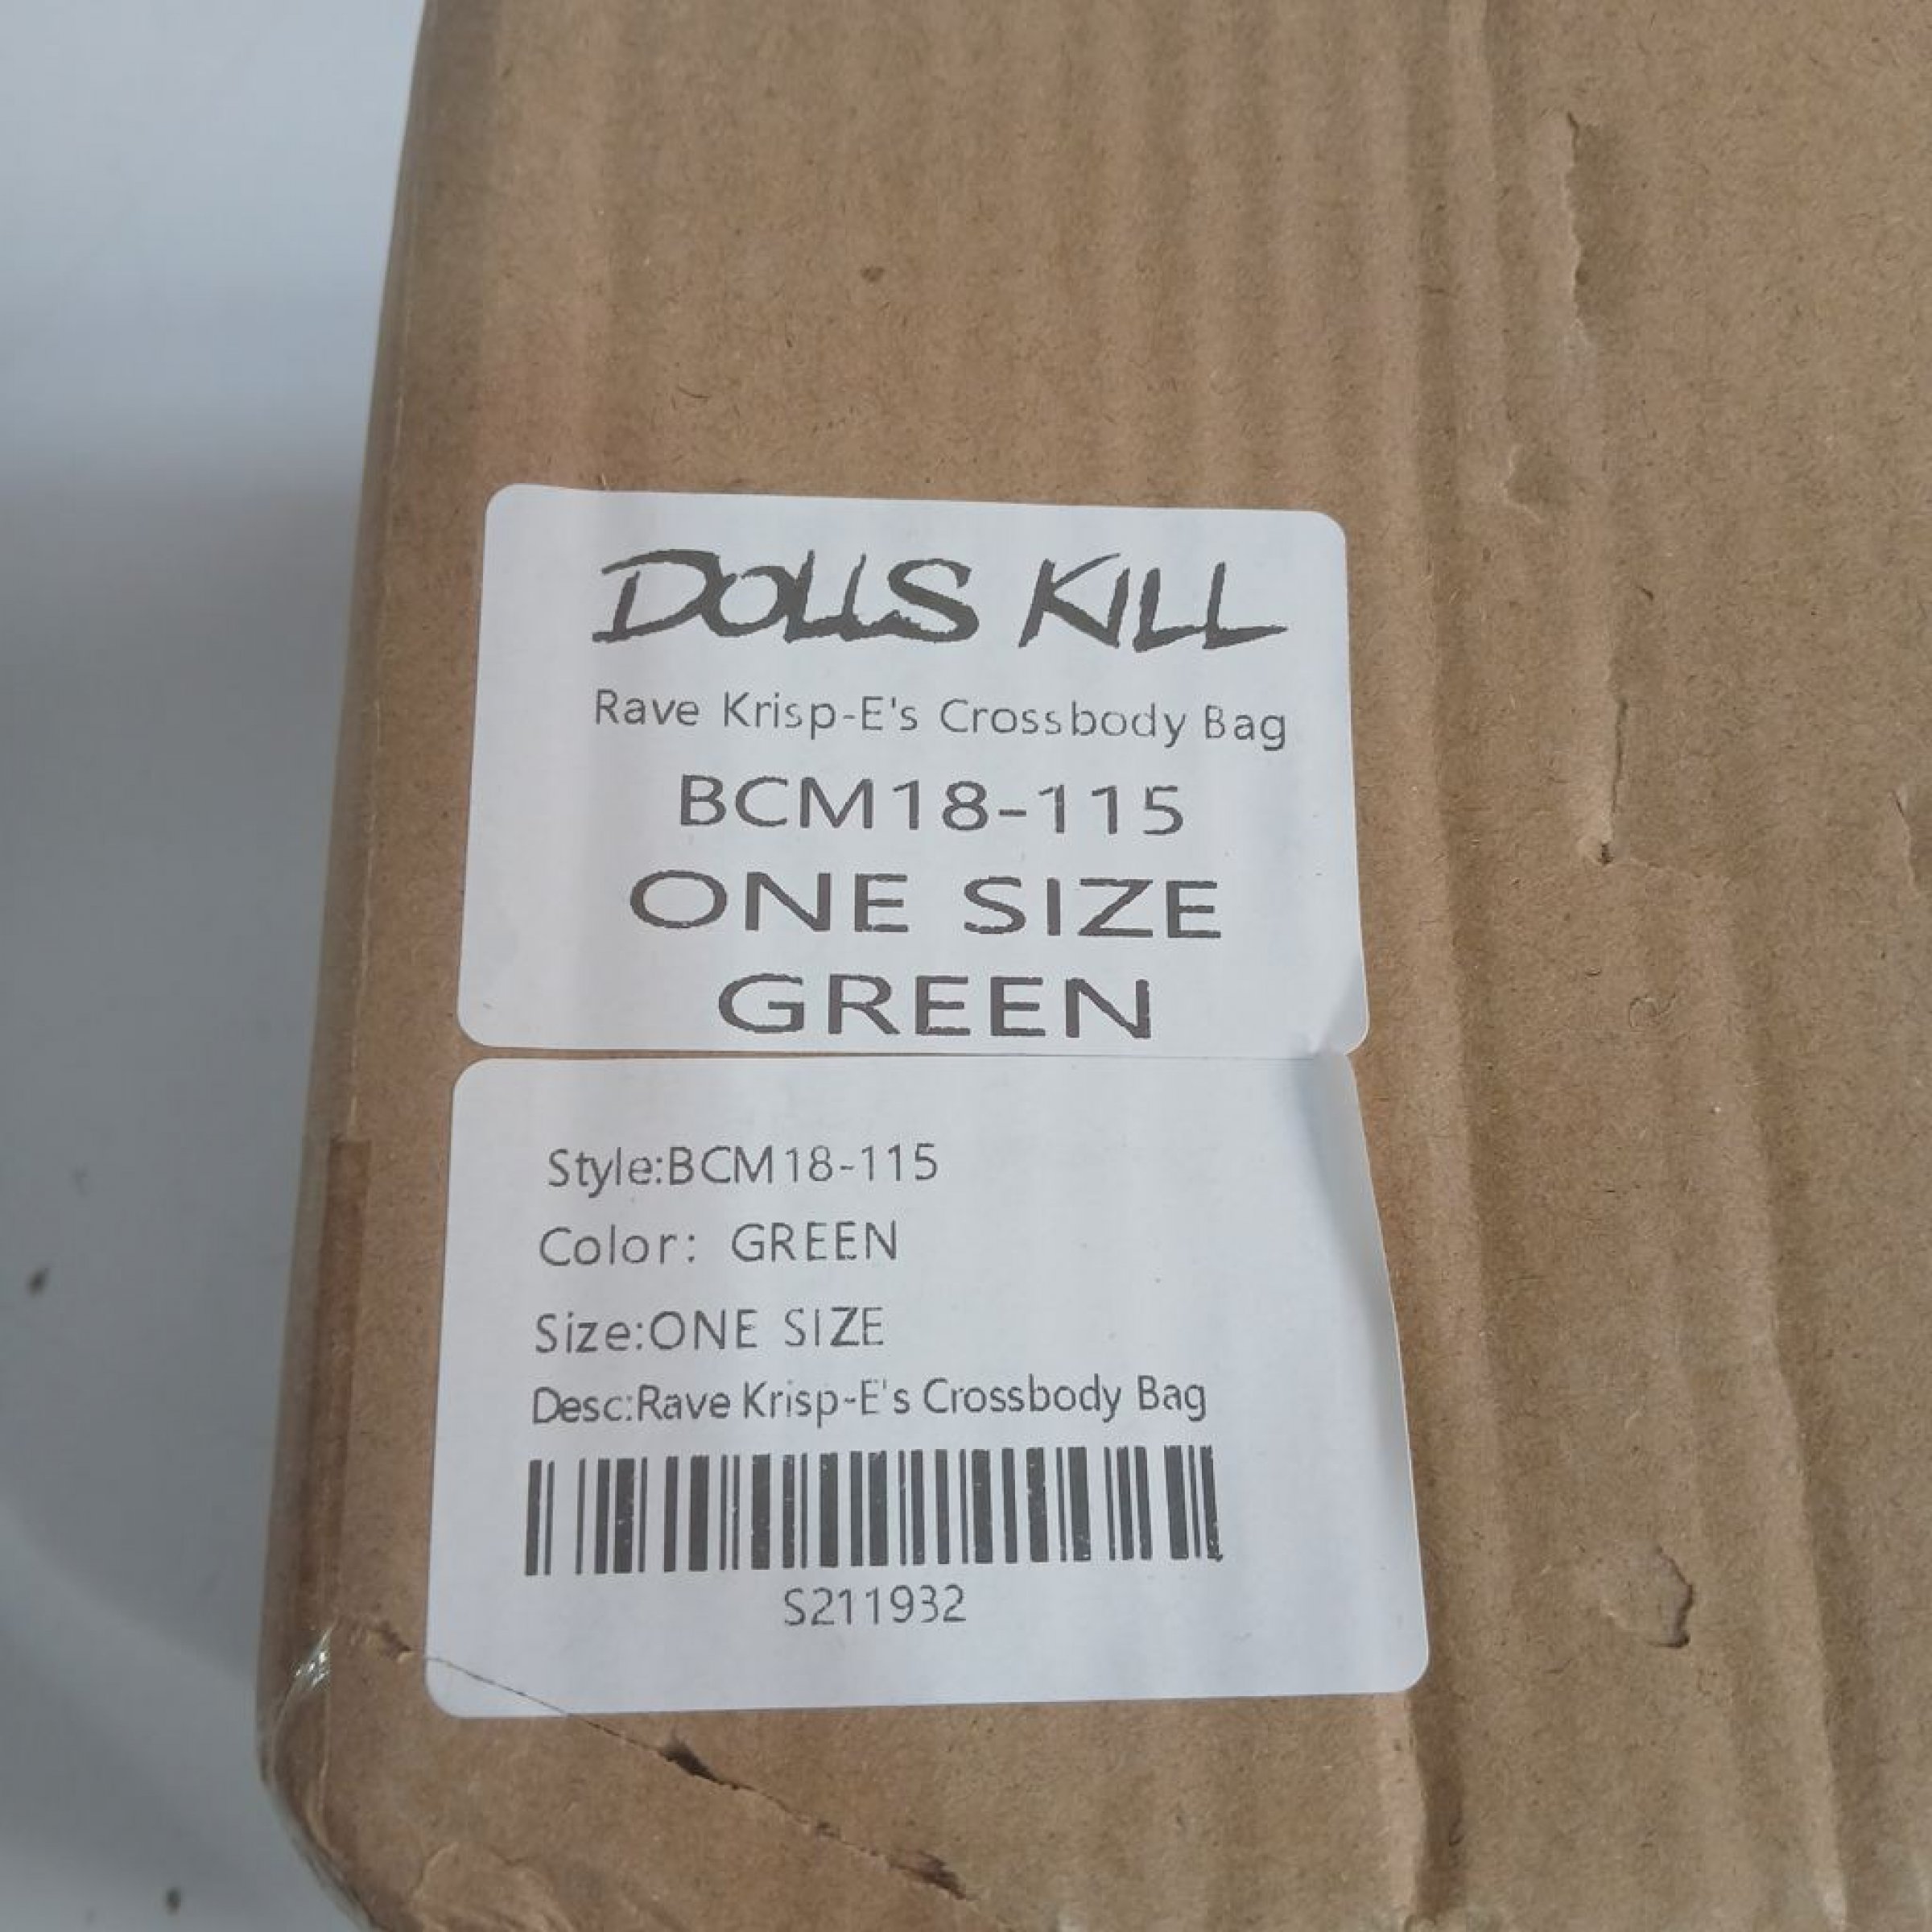 DOLLS KILL
Rave Krisp-E's Crossbody Bag
BCM18-115
ONE SIZE
GREEN
Style:BCM18-115
Color: GREEN
Size:ONE SIZE
Desc:Rave Krisp-E's Crossbody Bag
S211932